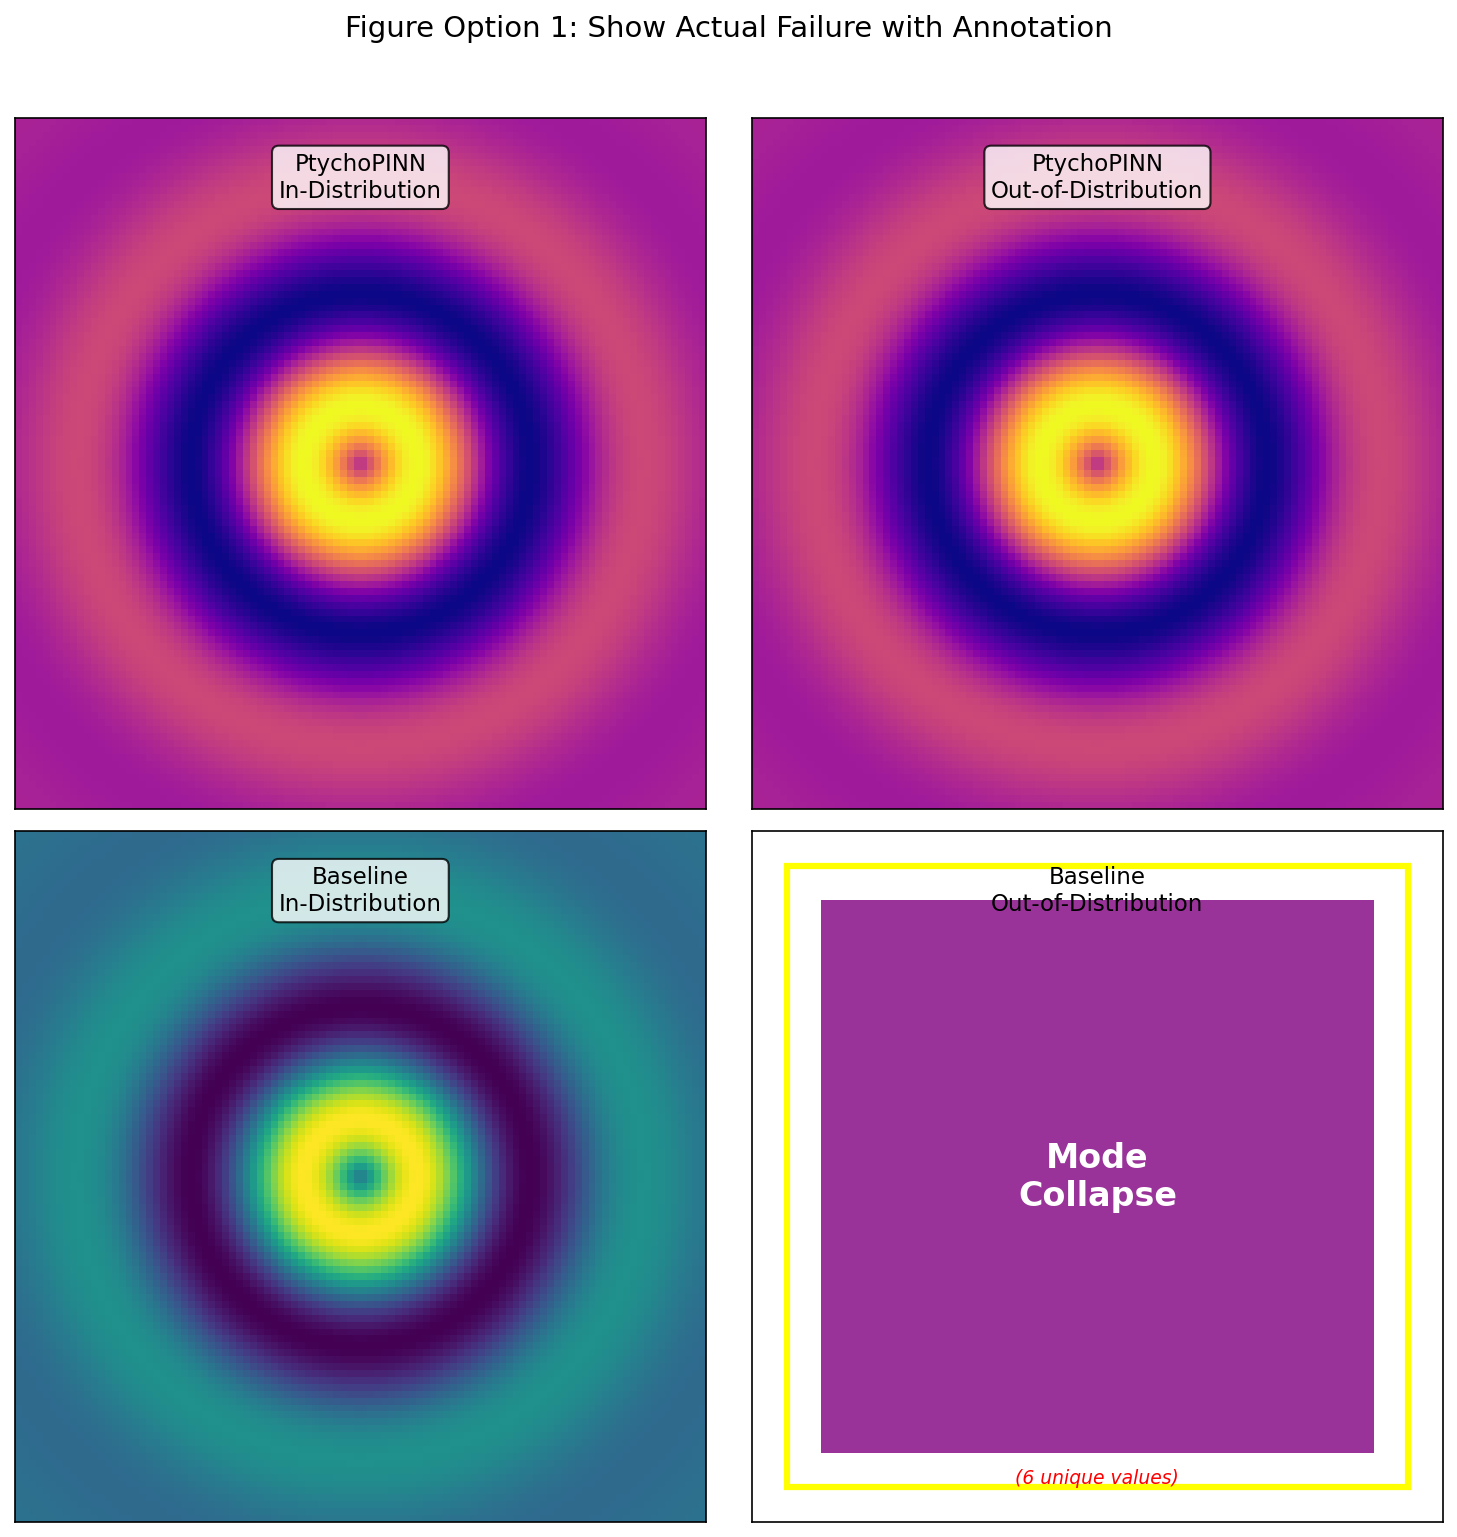 Figure Option 1: Show Actual Failure with Annotation
PtychoPINN
In-Distribution
PtychoPINN
Out-of-Distribution
Baseline
In-Distribution
Baseline
Out-of-Distribution
Mode
Collapse
(6 unique values)